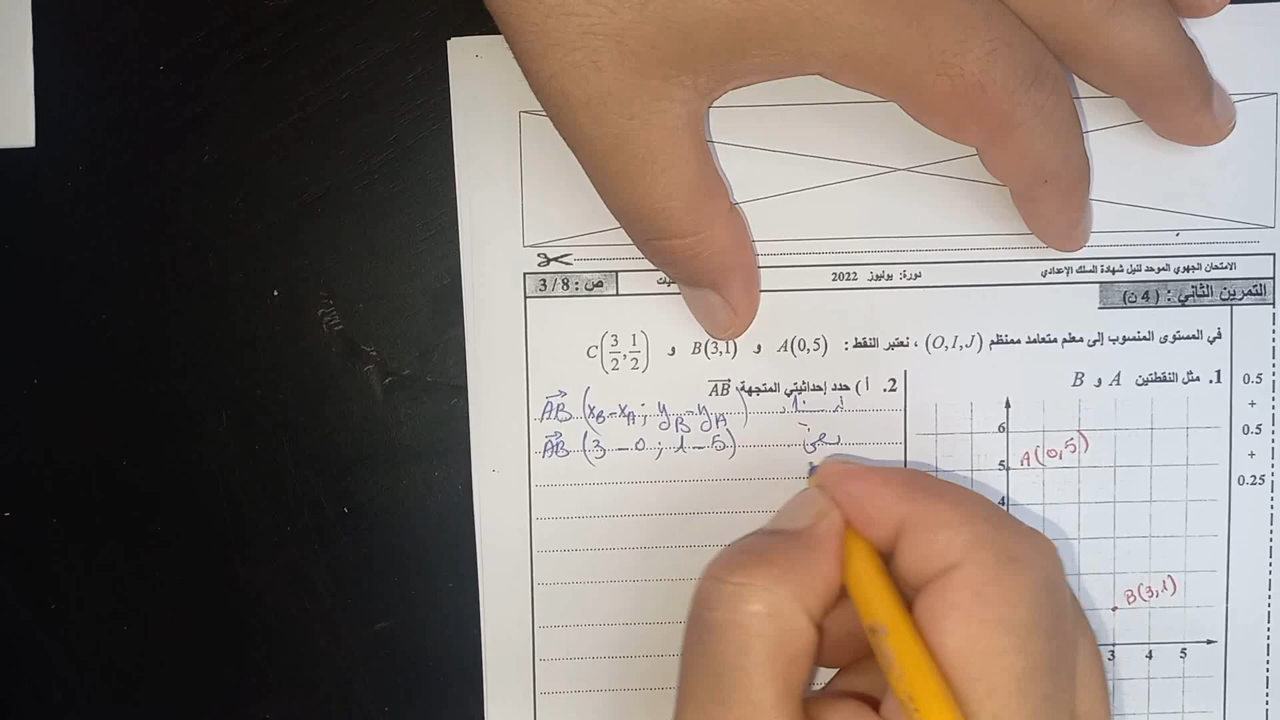 الامتحان الجهوي الموحد لنيل شهادة السلك الإعدادي
دورة: يوليوز 2022
ص : 3/8
التمرين الثاني : (4 ن)
في المستوى المنسوب إلى معلم متعامد ممنظم (O,I,J) ، نعتبر النقط: A(0,5) و B(3,1) و C(3/2,1/2)
1. مثل النقطتين A و B
0.5
+
0.5
+
0.25
6
5
4
A(0,5)
B(3,1)
3 4 5
2. أ) حدد إحداثيتي المتجهة AB
لدينا AB (xB-xA; yB-yA)
يعني AB (3-0; 1-5)